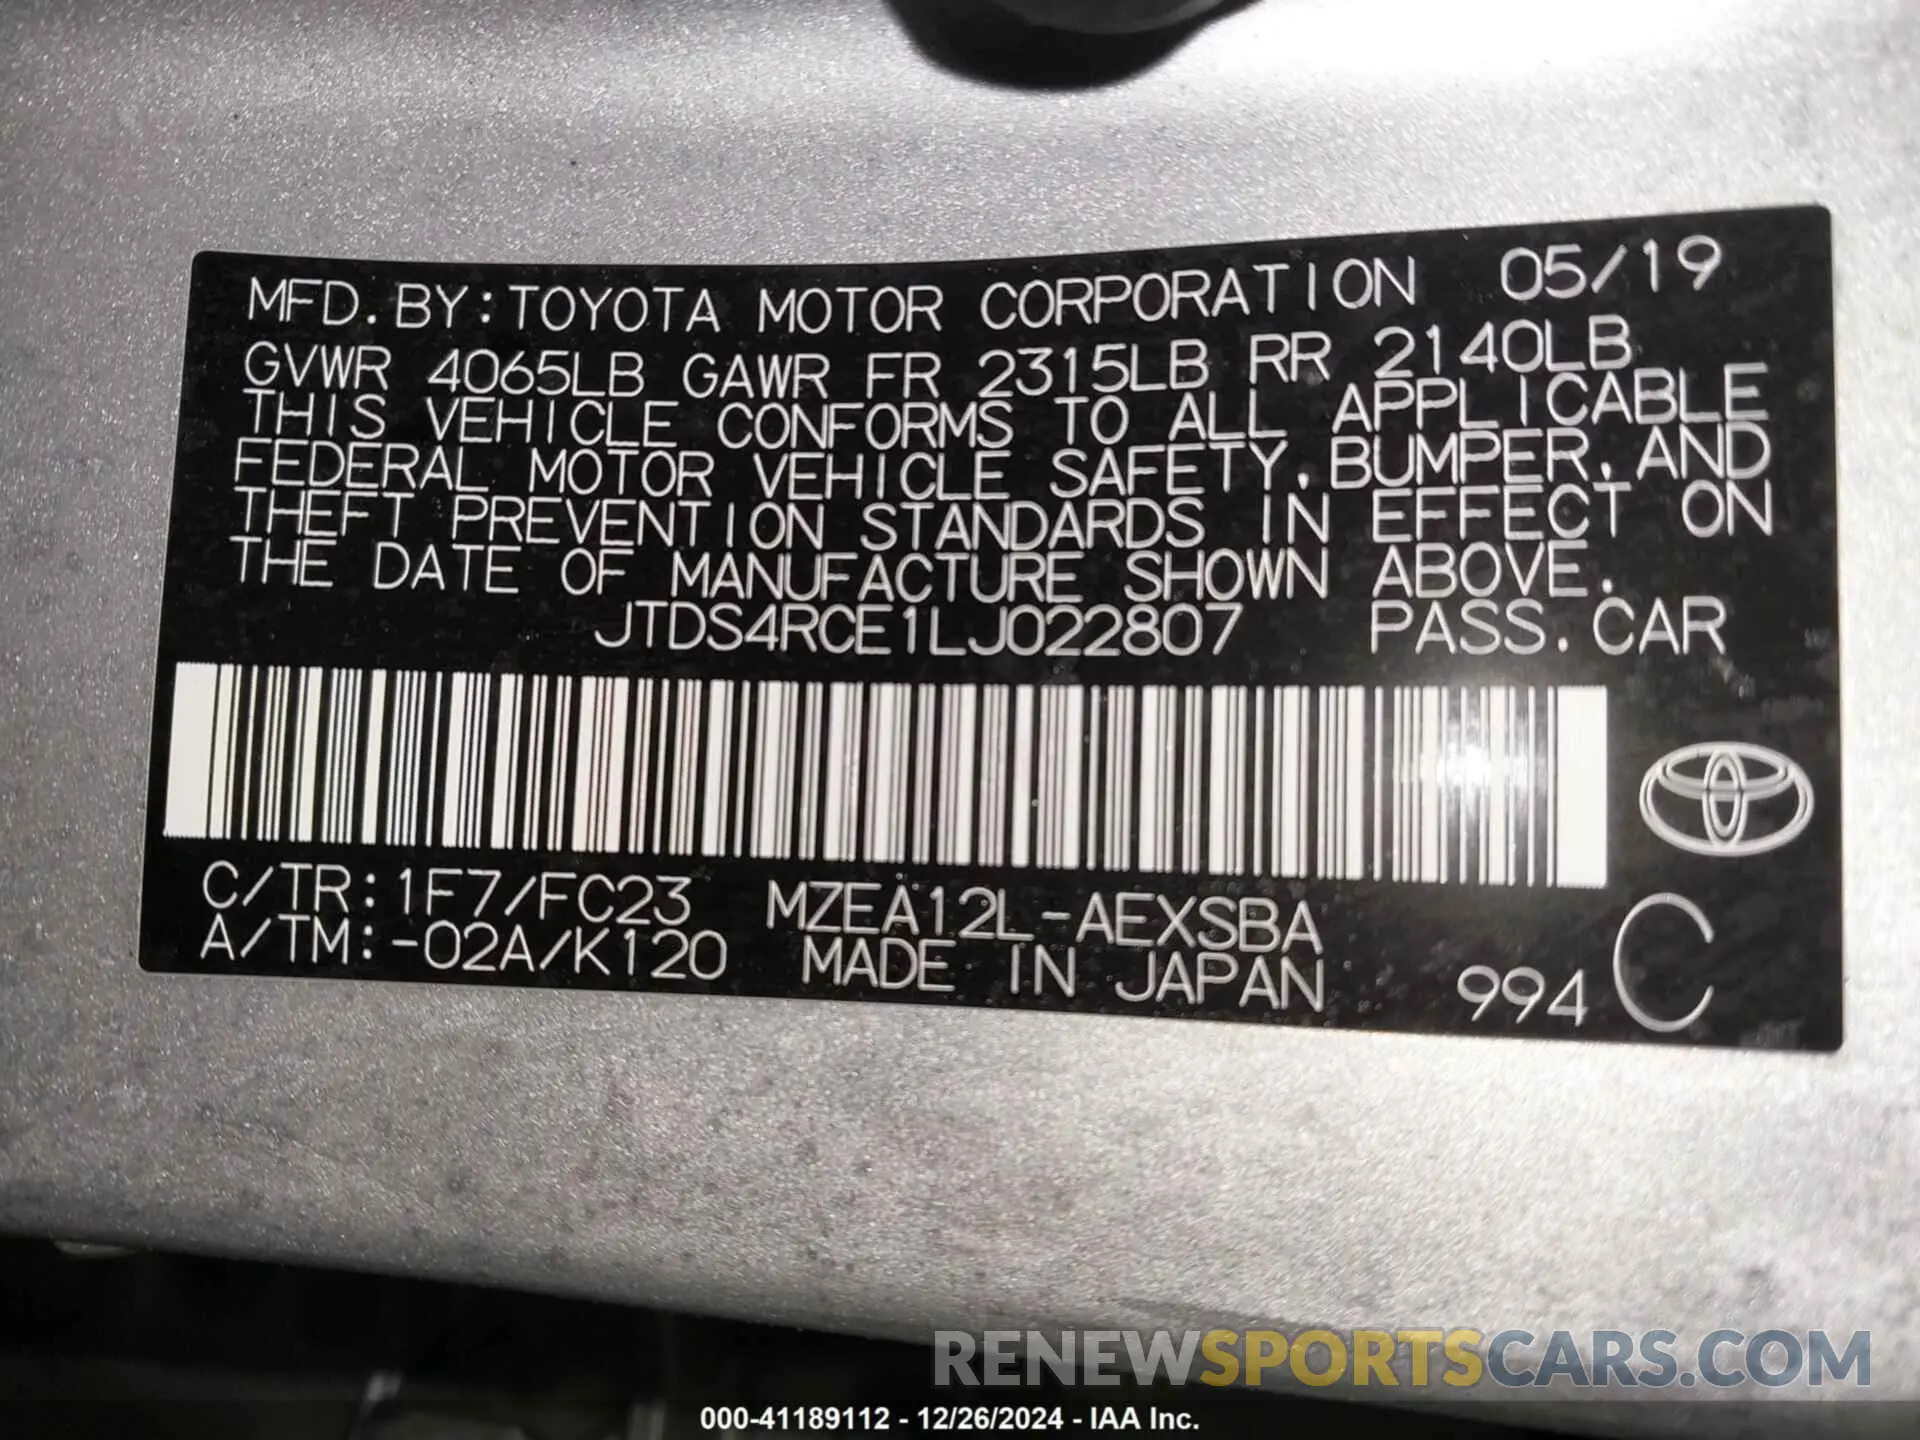 MFD. BY: TOYOTA MOTOR CORPORATION 05/19
GVWR 4065LB GAWR FR 2315LB RR 2140LB
THIS VEHICLE CONFORMS TO ALL APPLICABLE
FEDERAL MOTOR VEHICLE SAFETY, BUMPER, AND
THEFT PREVENTION STANDARDS IN EFFECT ON
THE DATE OF MANUFACTURE SHOWN ABOVE.
JTDS4RCE1LJ022807 PASS. CAR
C/TR: 1F7/FC23 MZEA12L-AEXSBA
A/TM: -02A/K120 MADE IN JAPAN 994 C
RENEWSPORTSCARS.COM
000-41189112 - 12/26/2024 - IAA Inc.